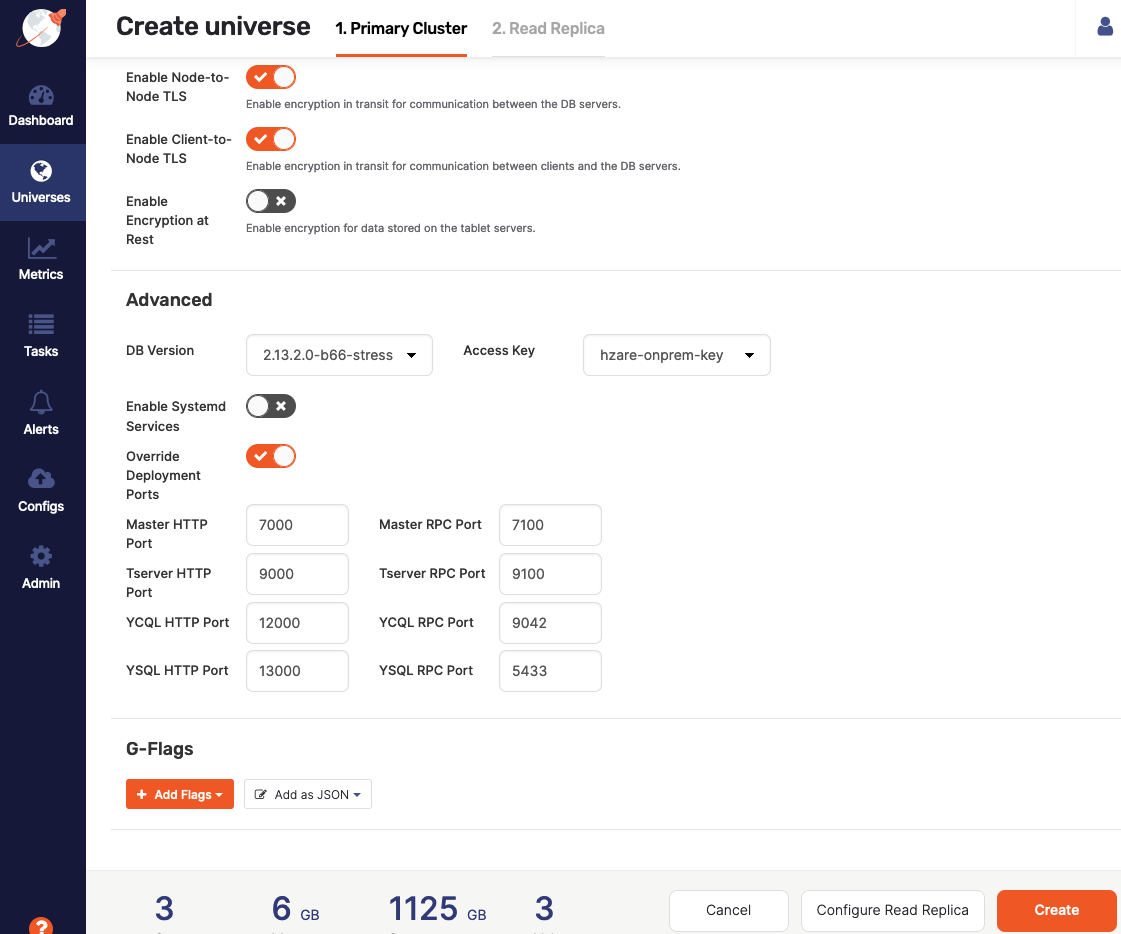 Create universe
1. Primary Cluster
2. Read Replica
Dashboard
Universes
Metrics
Tasks
Alerts
Configs
Admin
?
Enable Node-to-
Node TLS
Enable encryption in transit for communication between the DB servers.
Enable Client-to-
Node TLS
Enable encryption in transit for communication between clients and the DB servers.
Enable
Encryption at
Rest
Enable encryption for data stored on the tablet servers.
Advanced
DB Version
2.13.2.0-b66-stress
Access Key
hzare-onprem-key
Enable Systemd
Services
Override
Deployment
Ports
Master HTTP
Port
7000
Master RPC Port
7100
Tserver HTTP
Port
9000
Tserver RPC Port
9100
YCQL HTTP Port
12000
YCQL RPC Port
9042
YSQL HTTP Port
13000
YSQL RPC Port
5433
G-Flags
+ Add Flags
Add as JSON
3
6 GB
1125 GB
3
Cancel
Configure Read Replica
Create